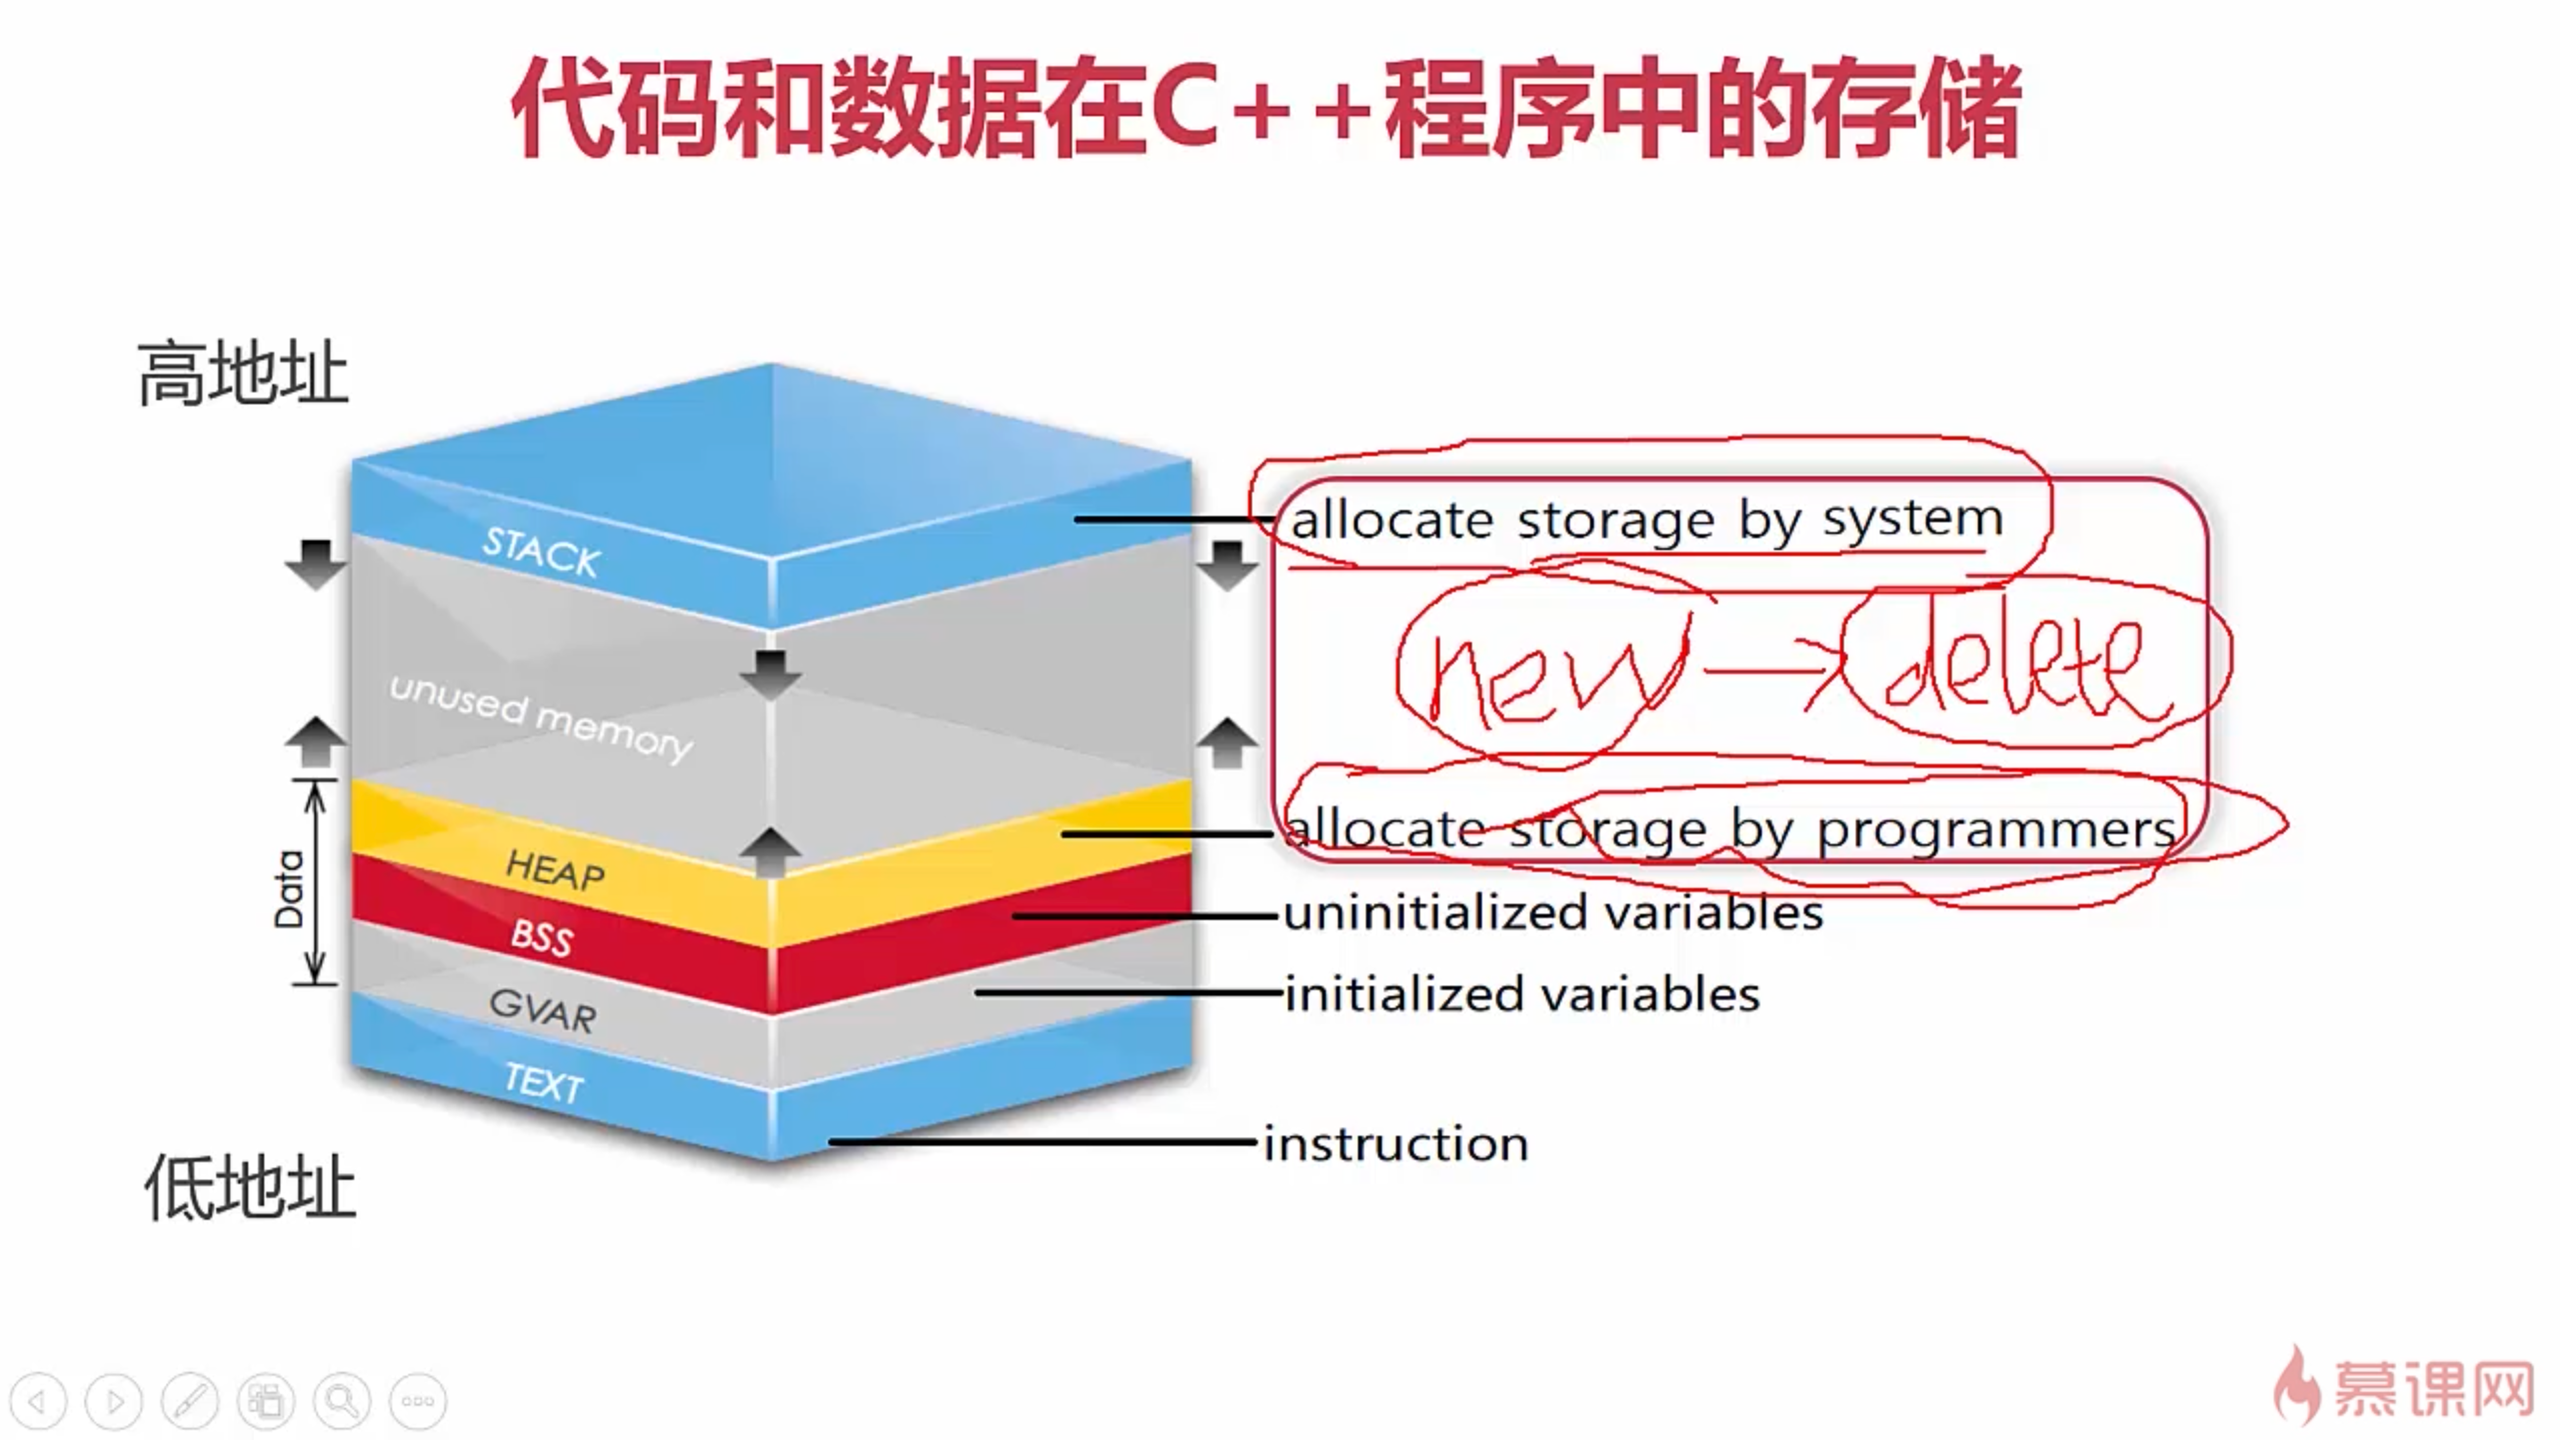 代码和数据在C++程序中的存储
高地址
STACK
allocate storage by system
new → delete
unused memory
allocate storage by programmers
HEAP
Data
BSS
uninitialized variables
GVAR
initialized variables
TEXT
instruction
低地址
慕课网